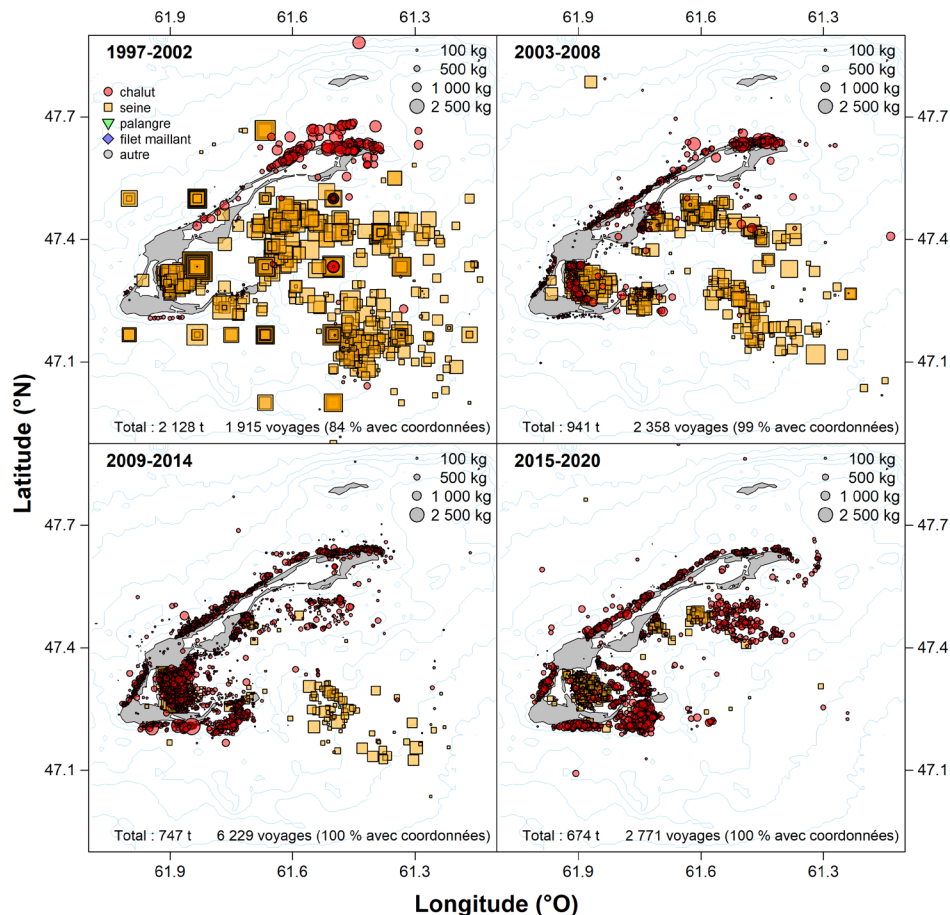 61.9 61.6 61.3 61.9 61.6 61.3
1997-2002
100 kg
500 kg
1 000 kg
2 500 kg
chalut
seine
palangre
filet maillant
autre
Total : 2 128 t 1 915 voyages (84 % avec coordonnées)
2003-2008
100 kg
500 kg
1 000 kg
2 500 kg
Total : 941 t 2 358 voyages (99 % avec coordonnées)
47.7
47.4
47.1
47.7
47.4
47.1
2009-2014
100 kg
500 kg
1 000 kg
2 500 kg
Total : 747 t 6 229 voyages (100 % avec coordonnées)
2015-2020
100 kg
500 kg
1 000 kg
2 500 kg
Total : 674 t 2 771 voyages (100 % avec coordonnées)
47.7
47.4
47.1
47.7
47.4
47.1
61.9 61.6 61.3 61.9 61.6 61.3
Latitude (°N)
Longitude (°O)